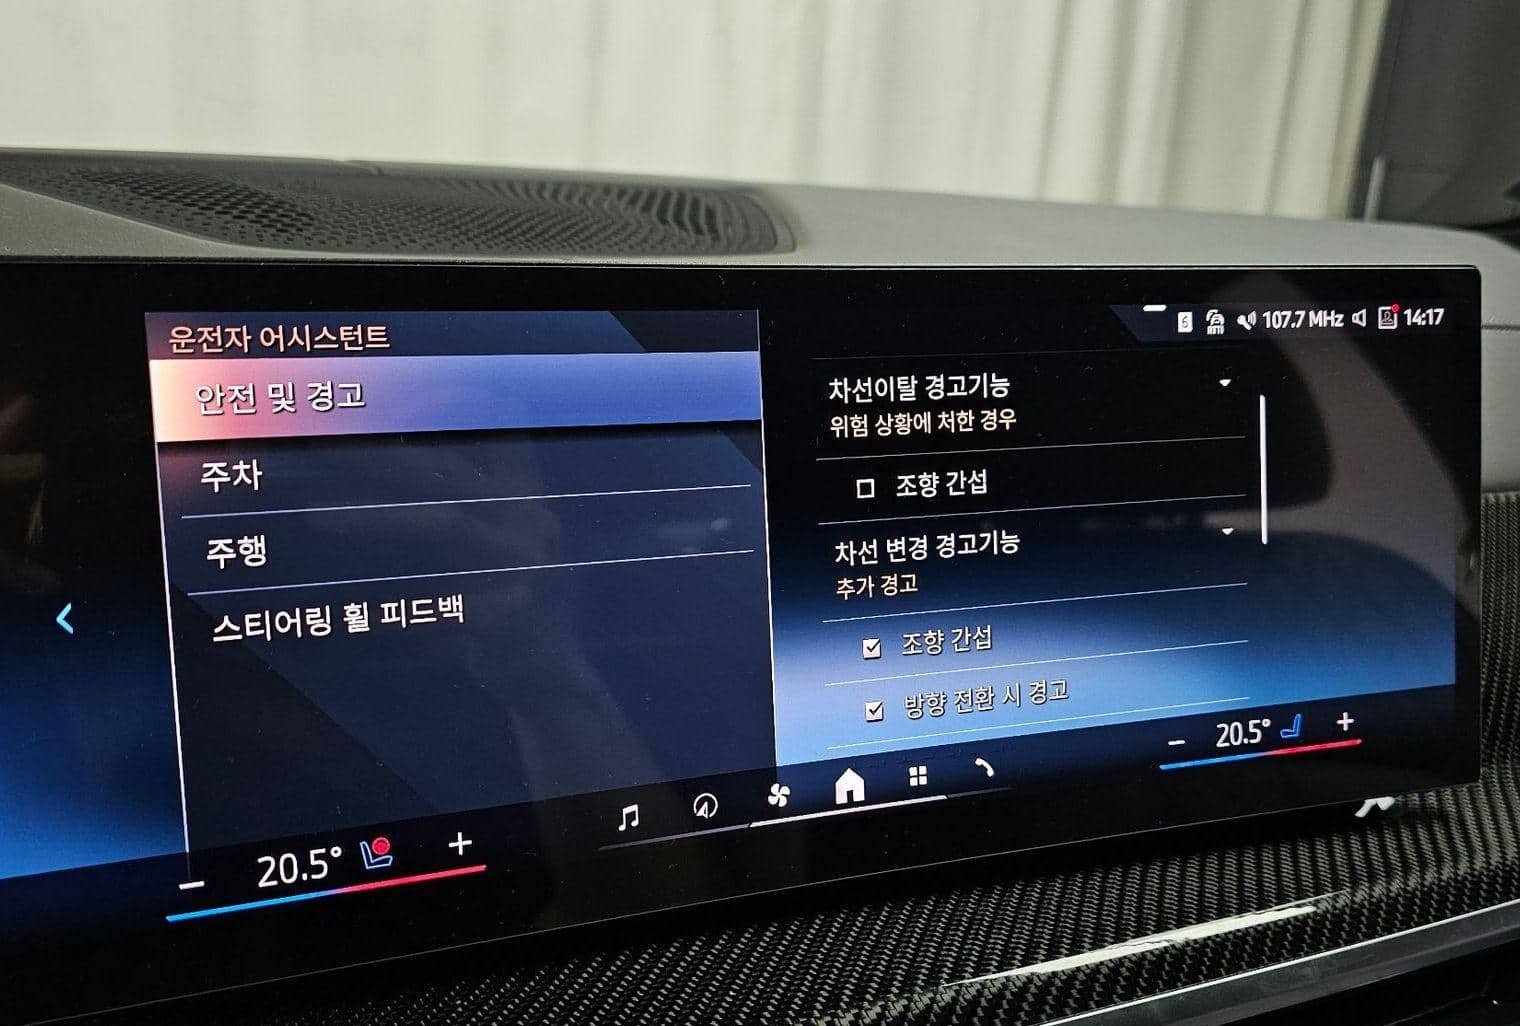 6 107.7 MHz 14:17
운전자 어시스턴트
안전 및 경고
주차
주행
스티어링 휠 피드백
차선이탈 경고기능
위험 상황에 처한 경우
조향 간섭
차선 변경 경고기능
추가 경고
조향 간섭
방향 전환 시 경고
− 20.5° +
− 20.5° +